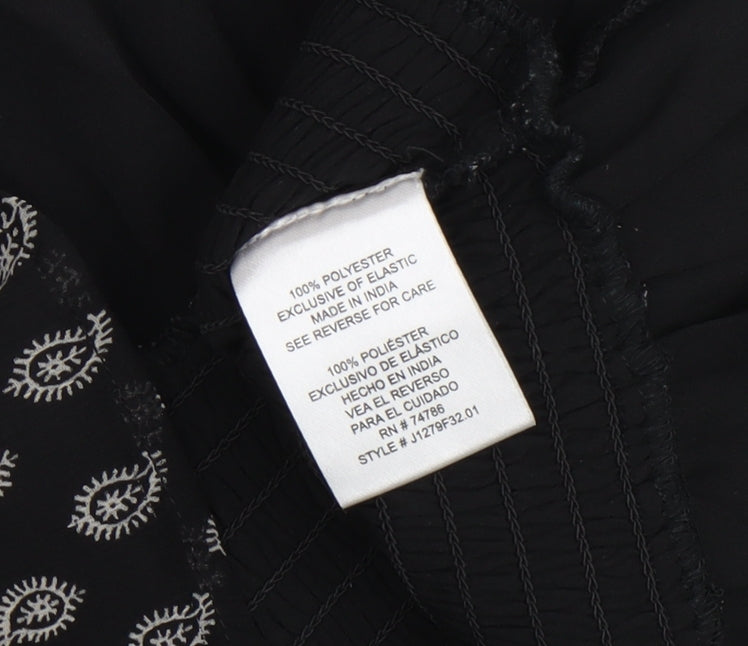 100% POLYESTER
EXCLUSIVE OF ELASTIC
MADE IN INDIA
SEE REVERSE FOR CARE
100% POLIÉSTER
EXCLUSIVO DE ELÁSTICO
HECHO EN INDIA
VEA EL REVERSO
PARA EL CUIDADO
RN # 74786
STYLE # J1279F32.01